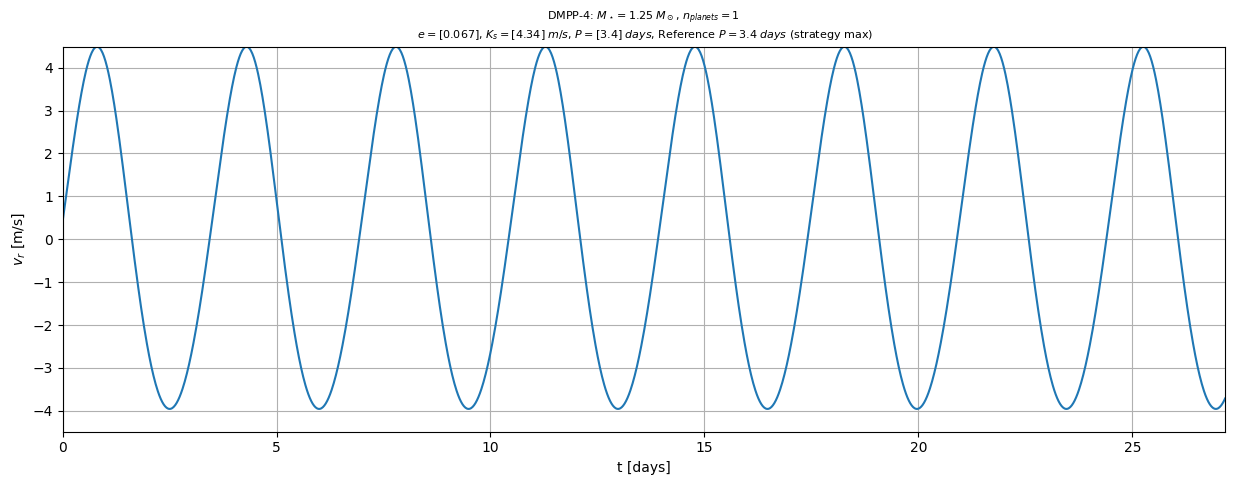 DMPP-4: $M_\star = 1.25\ M_\odot$, $n_{planets} = 1$
$e = [0.067]$, $K_s = [4.34]\ m/s$, $P = [3.4]\ days$, Reference $P = 3.4\ days$ (strategy max)
4
3
2
1
0
−1
−2
−3
−4
$v_r$ [m/s]
0 5 10 15 20 25
t [days]